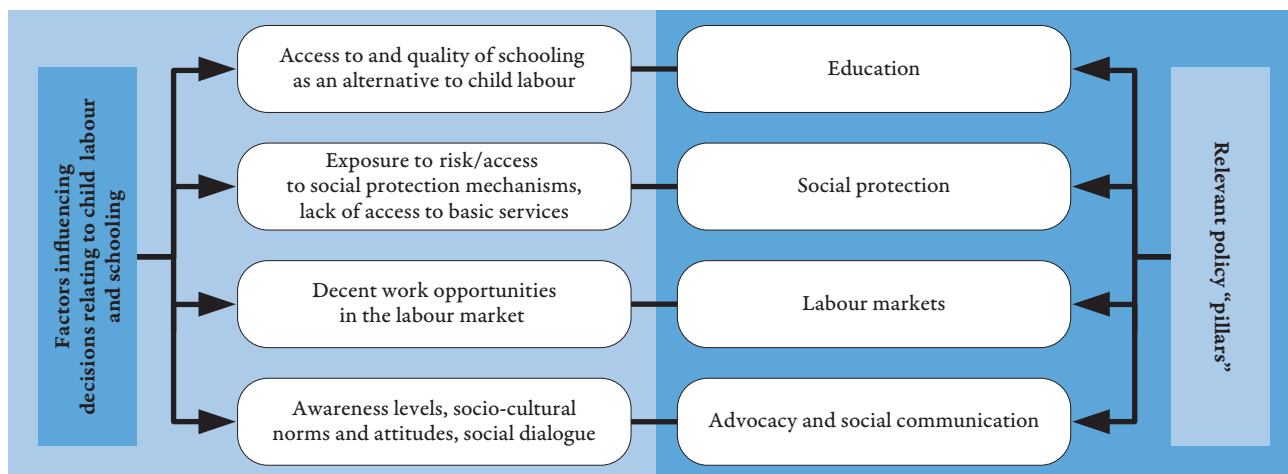 Factors influencing
decisions relating to child labour
and schooling
Access to and quality of schooling
as an alternative to child labour
Education
Exposure to risk/access
to social protection mechanisms,
lack of access to basic services
Social protection
Decent work opportunities
in the labour market
Labour markets
Awareness levels, socio-cultural
norms and attitudes, social dialogue
Advocacy and social communication
Relevant policy “pillars”